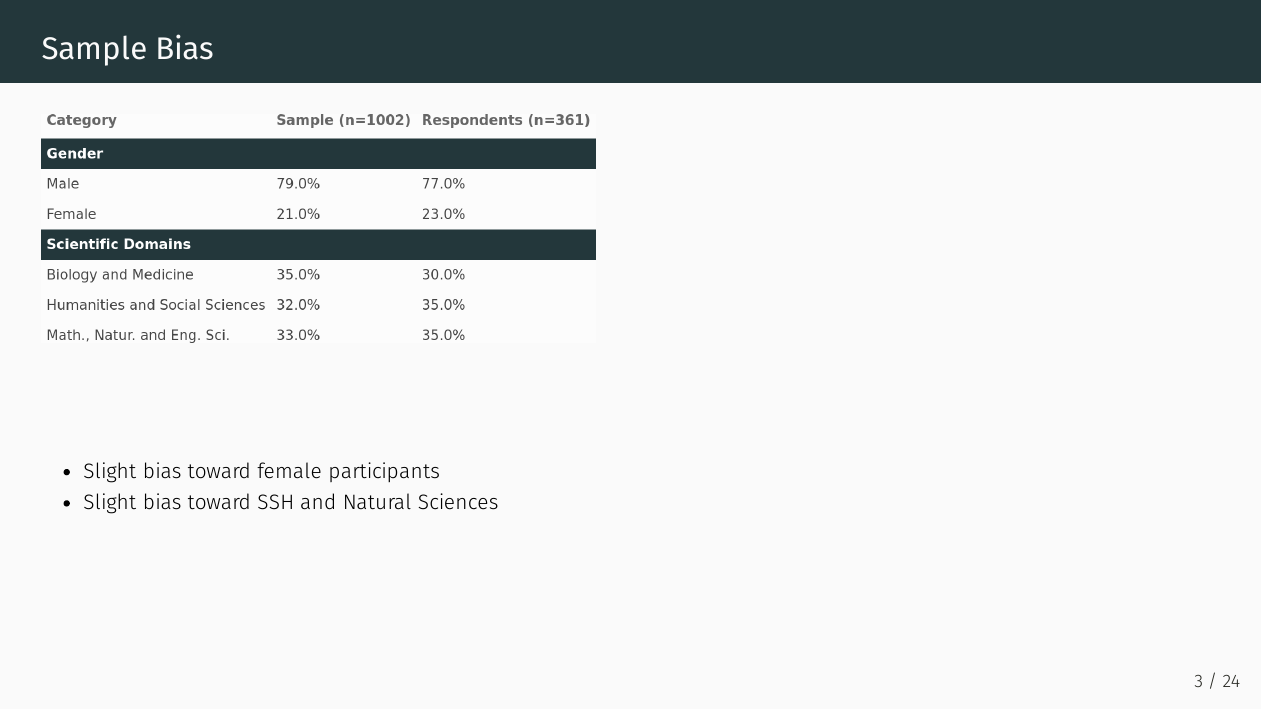 Sample Bias
Category Sample (n=1002) Respondents (n=361)
Gender
Male 79.0% 77.0%
Female 21.0% 23.0%
Scientific Domains
Biology and Medicine 35.0% 30.0%
Humanities and Social Sciences 32.0% 35.0%
Math., Natur. and Eng. Sci. 33.0% 35.0%
• Slight bias toward female participants
• Slight bias toward SSH and Natural Sciences
3 / 24